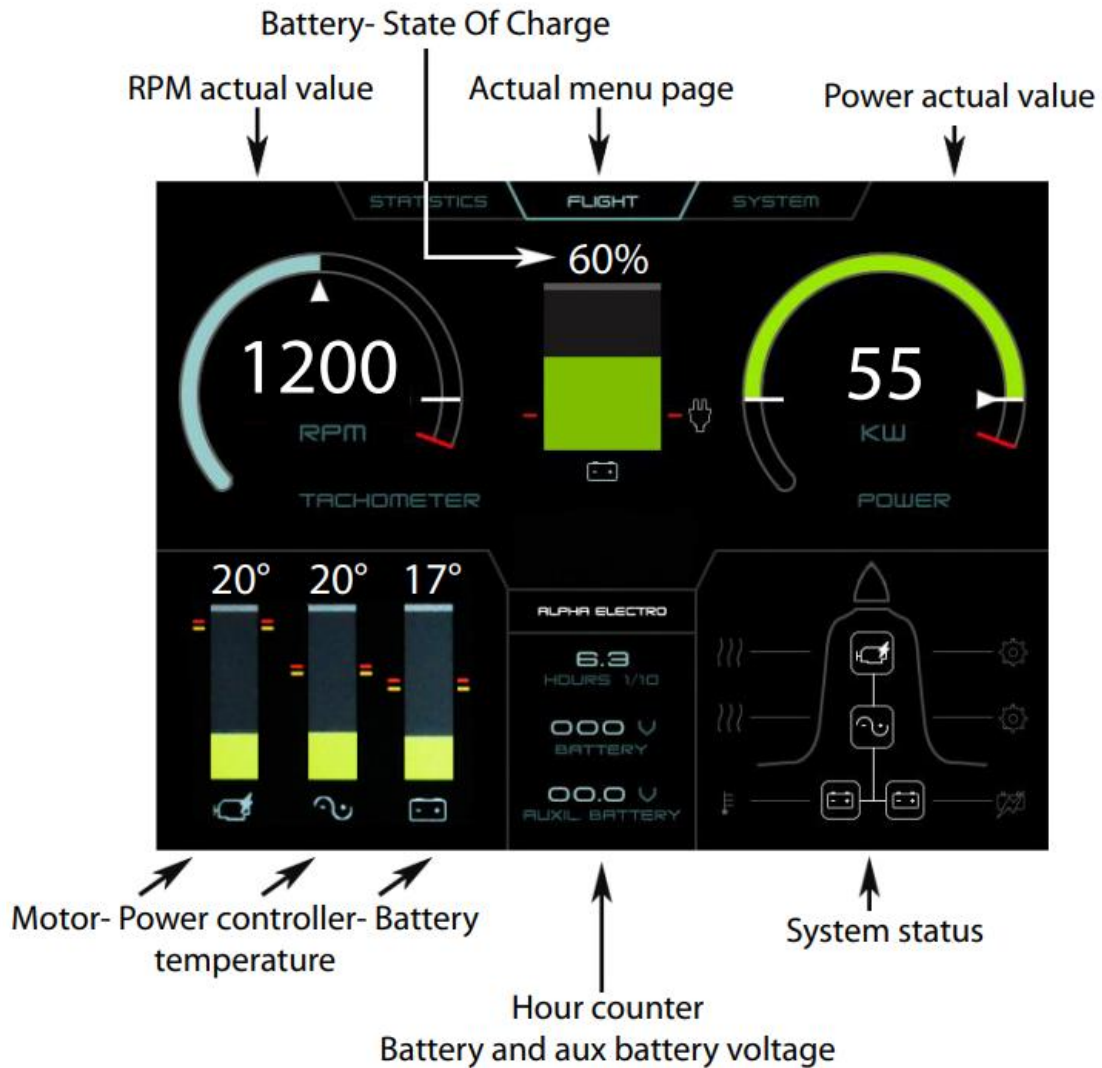 Battery- State Of Charge
RPM actual value
Actual menu page
Power actual value
STATISTICS
FLIGHT
SYSTEM
60%
1200
RPM
TACHOMETER
55
KW
POWER
20° 20° 17°
ALPHA ELECTRO
6.3
HOURS 1/10
000 V
BATTERY
00.0 V
AUXIL BATTERY
Motor- Power controller- Battery
temperature
System status
Hour counter
Battery and aux battery voltage